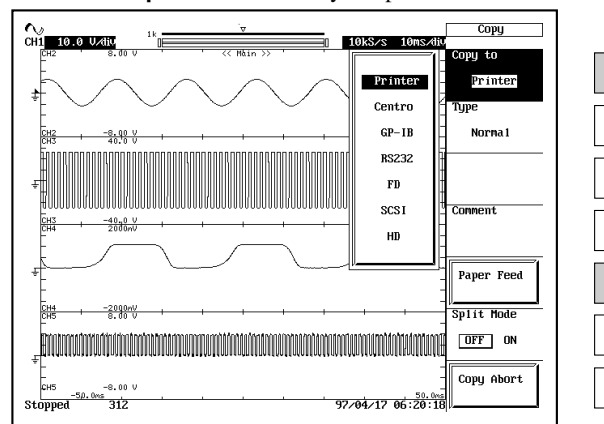 1k
Copy
CH1 10.0 V/div
10kS/s 10ms/div
CH2 8.00 V
<< Main >>
Copy to
Printer
Printer
Centro
GP-IB
RS232
FD
SCSI
HD
Type
Normal
CH2 -8.00 V
CH3 40.0 V
Comment
CH3 -40.0 V
CH4 2000mV
Paper Feed
CH4 -2000mV
CH5 8.00 V
Split Mode
OFF ON
Copy Abort
CH5 -8.00 V
-50.0ms
50.0ms
Stopped 312
97/04/17 06:20:18